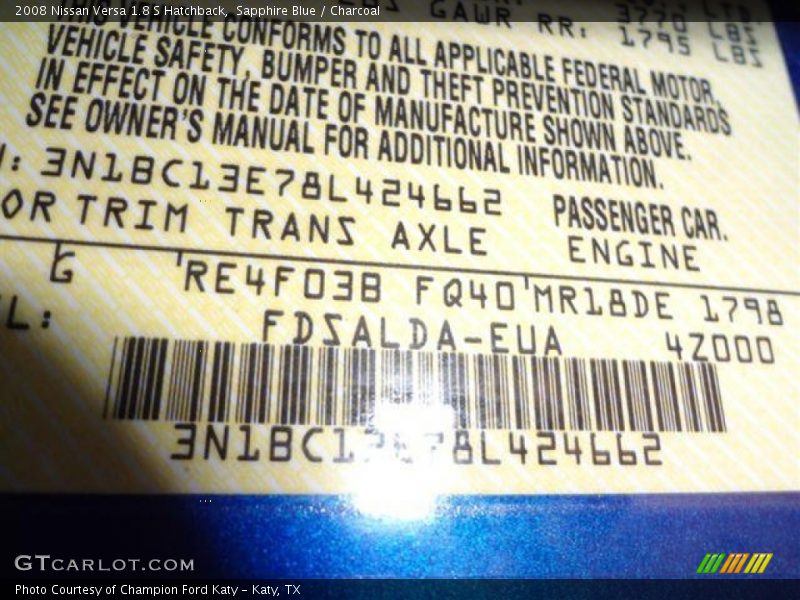 2008 Nissan Versa 1.8 S Hatchback, Sapphire Blue / Charcoal
GAWR RR: 1795 LBS
VEHICLE CONFORMS TO ALL APPLICABLE FEDERAL MOTOR
VEHICLE SAFETY, BUMPER AND THEFT PREVENTION STANDARDS
IN EFFECT ON THE DATE OF MANUFACTURE SHOWN ABOVE.
SEE OWNER'S MANUAL FOR ADDITIONAL INFORMATION.
: 3N1BC13E78L424662 PASSENGER CAR.
OR TRIM TRANS AXLE ENGINE
G RE4F03B FQ40 MR18DE 1798
EL: FDSALDA-EUA 4Z000
3N1BC13E78L424662
GTCARLOT.COM
Photo Courtesy of Champion Ford Katy - Katy, TX